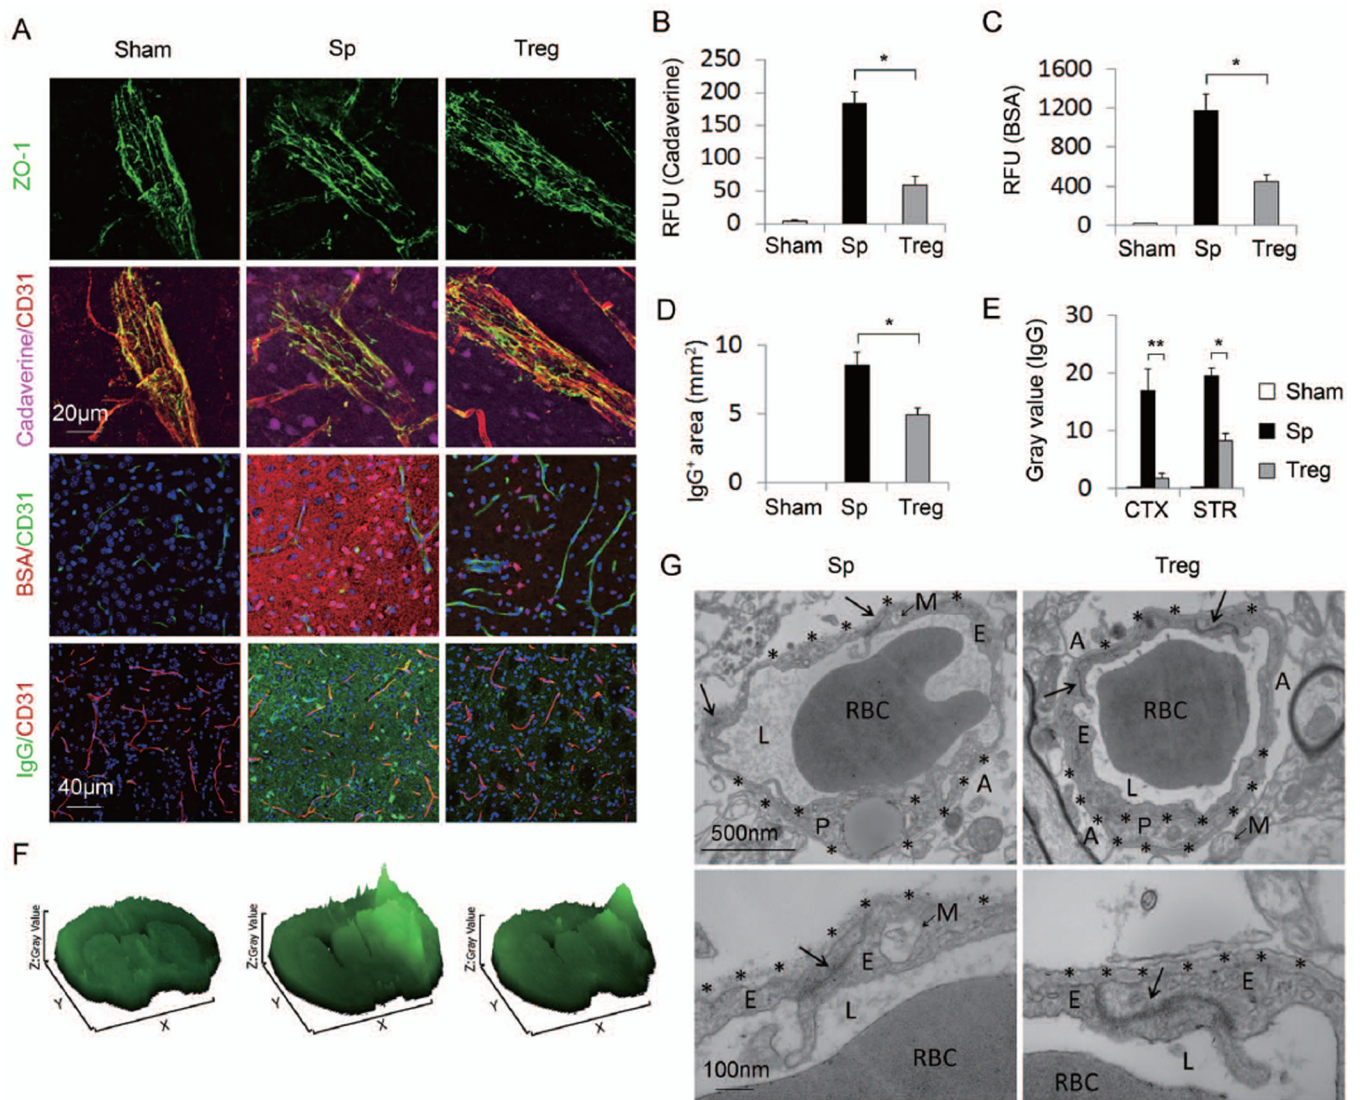 A
Sham
Sp
Treg
ZO-1
Cadaverine/CD31
20μm
BSA/CD31
IgG/CD31
40μm
B
RFU (Cadaverine)
250
200
150
100
50
0
*
Sham
Sp
Treg
C
RFU (BSA)
1600
1200
800
400
0
*
Sham
Sp
Treg
D
IgG⁺ area (mm²)
10
5
0
*
Sham
Sp
Treg
E
Gray value (IgG)
30
20
10
0
**
*
CTX
STR
Sham
Sp
Treg
F
Z:Gray Value
Y
X
Z:Gray Value
Y
X
Z:Gray Value
Y
X
G
Sp
Treg
M
E
RBC
L
A
P
500nm
A
A
RBC
E
L
A
P
M
M
E
E
L
RBC
100nm
E
E
L
RBC